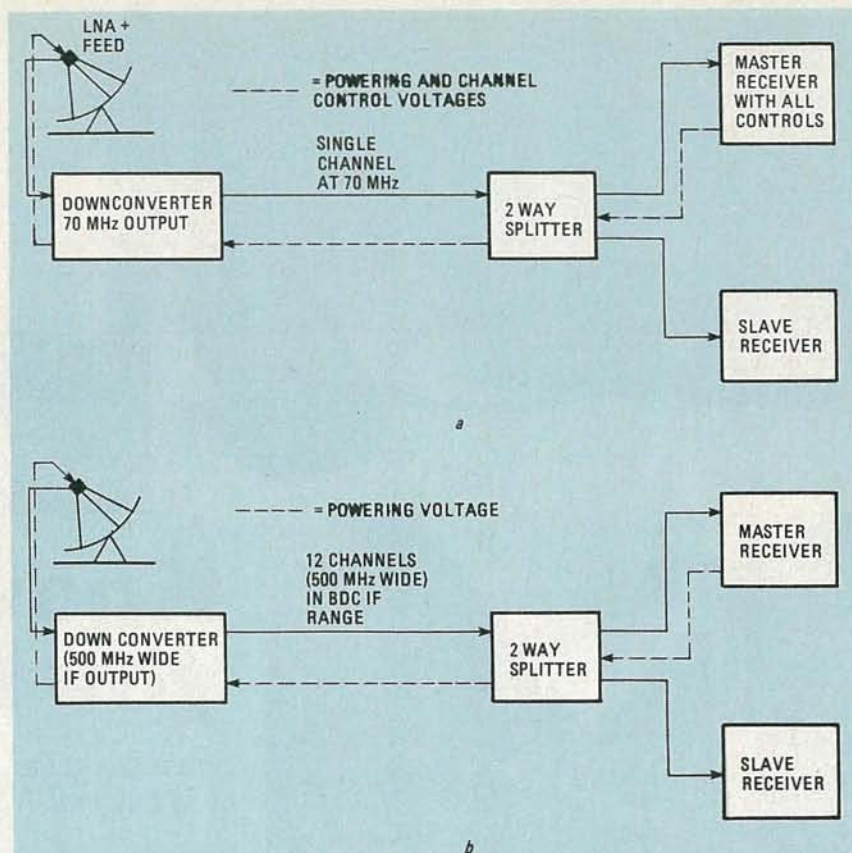 LNA +
FEED
= POWERING AND CHANNEL
CONTROL VOLTAGES
SINGLE
CHANNEL
AT 70 MHz
DOWNCONVERTER
70 MHz OUTPUT
2 WAY
SPLITTER
MASTER
RECEIVER
WITH ALL
CONTROLS
SLAVE
RECEIVER
a
= POWERING VOLTAGE
12 CHANNELS
(500 MHz WIDE)
IN BDC IF
RANGE
DOWN CONVERTER
(500 MHz WIDE
IF OUTPUT)
2 WAY
SPLITTER
MASTER
RECEIVER
SLAVE
RECEIVER
b